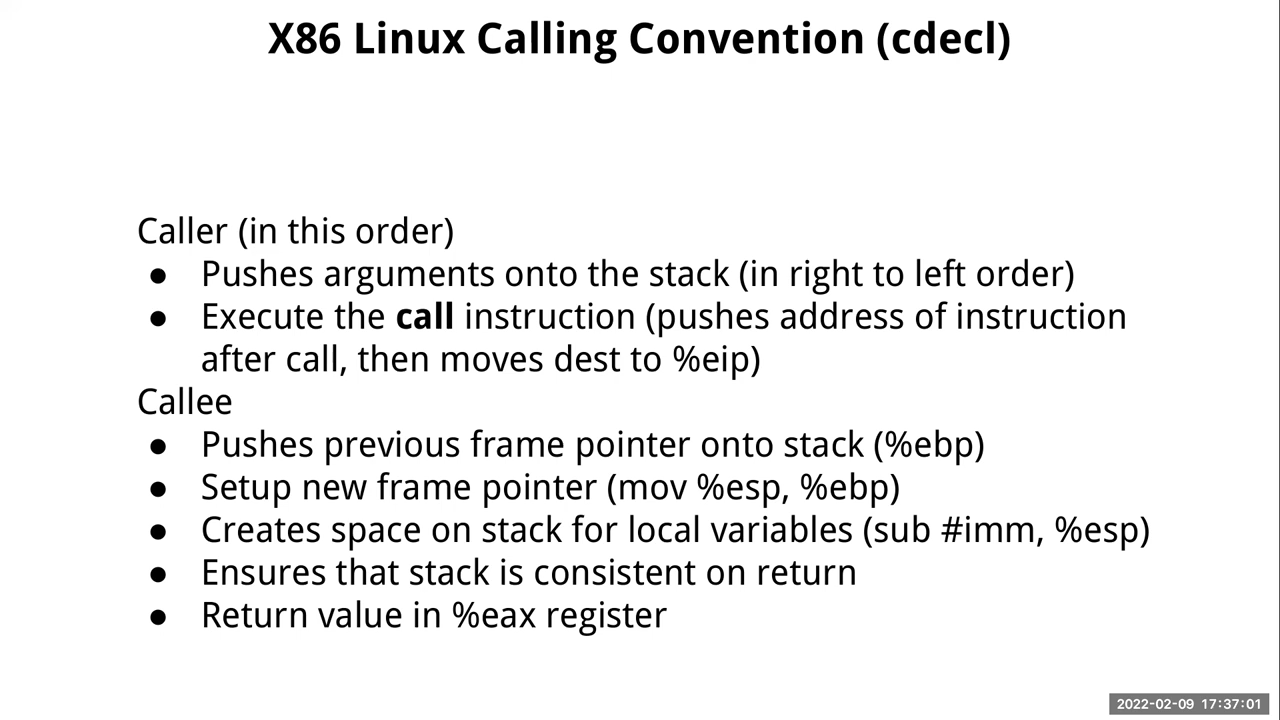 X86 Linux Calling Convention (cdecl)
Caller (in this order)
● Pushes arguments onto the stack (in right to left order)
● Execute the call instruction (pushes address of instruction
after call, then moves dest to %eip)
Callee
● Pushes previous frame pointer onto stack (%ebp)
● Setup new frame pointer (mov %esp, %ebp)
● Creates space on stack for local variables (sub #imm, %esp)
● Ensures that stack is consistent on return
● Return value in %eax register
2022-02-09 17:37:01